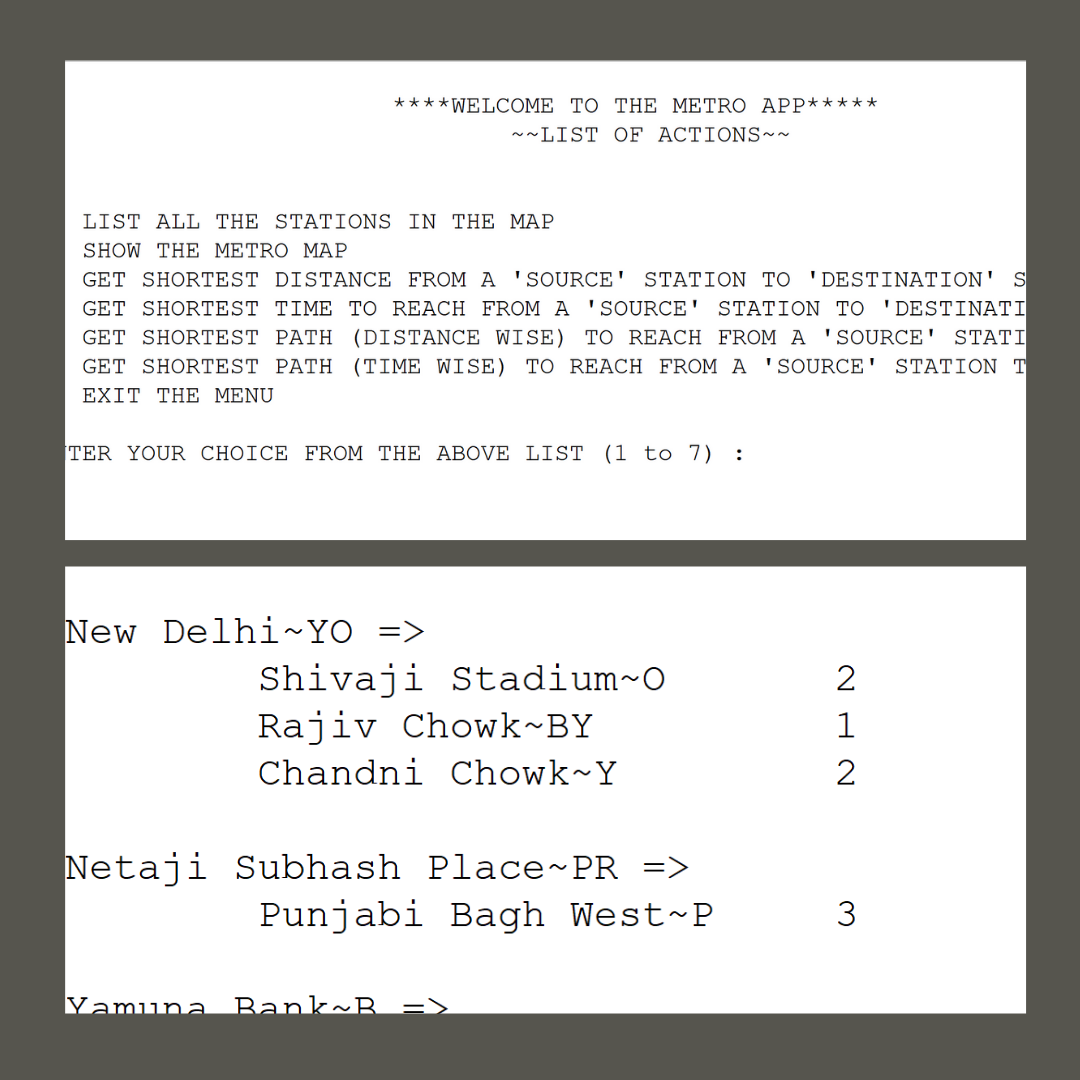 ****WELCOME TO THE METRO APP*****
~~LIST OF ACTIONS~~
LIST ALL THE STATIONS IN THE MAP
SHOW THE METRO MAP
GET SHORTEST DISTANCE FROM A 'SOURCE' STATION TO 'DESTINATION' S
GET SHORTEST TIME TO REACH FROM A 'SOURCE' STATION TO 'DESTINATI
GET SHORTEST PATH (DISTANCE WISE) TO REACH FROM A 'SOURCE' STATI
GET SHORTEST PATH (TIME WISE) TO REACH FROM A 'SOURCE' STATION T
EXIT THE MENU
TER YOUR CHOICE FROM THE ABOVE LIST (1 to 7) :
New Delhi~YO =>
Shivaji Stadium~O 2
Rajiv Chowk~BY 1
Chandni Chowk~Y 2
Netaji Subhash Place~PR =>
Punjabi Bagh West~P 3
Yamuna Bank~B =>